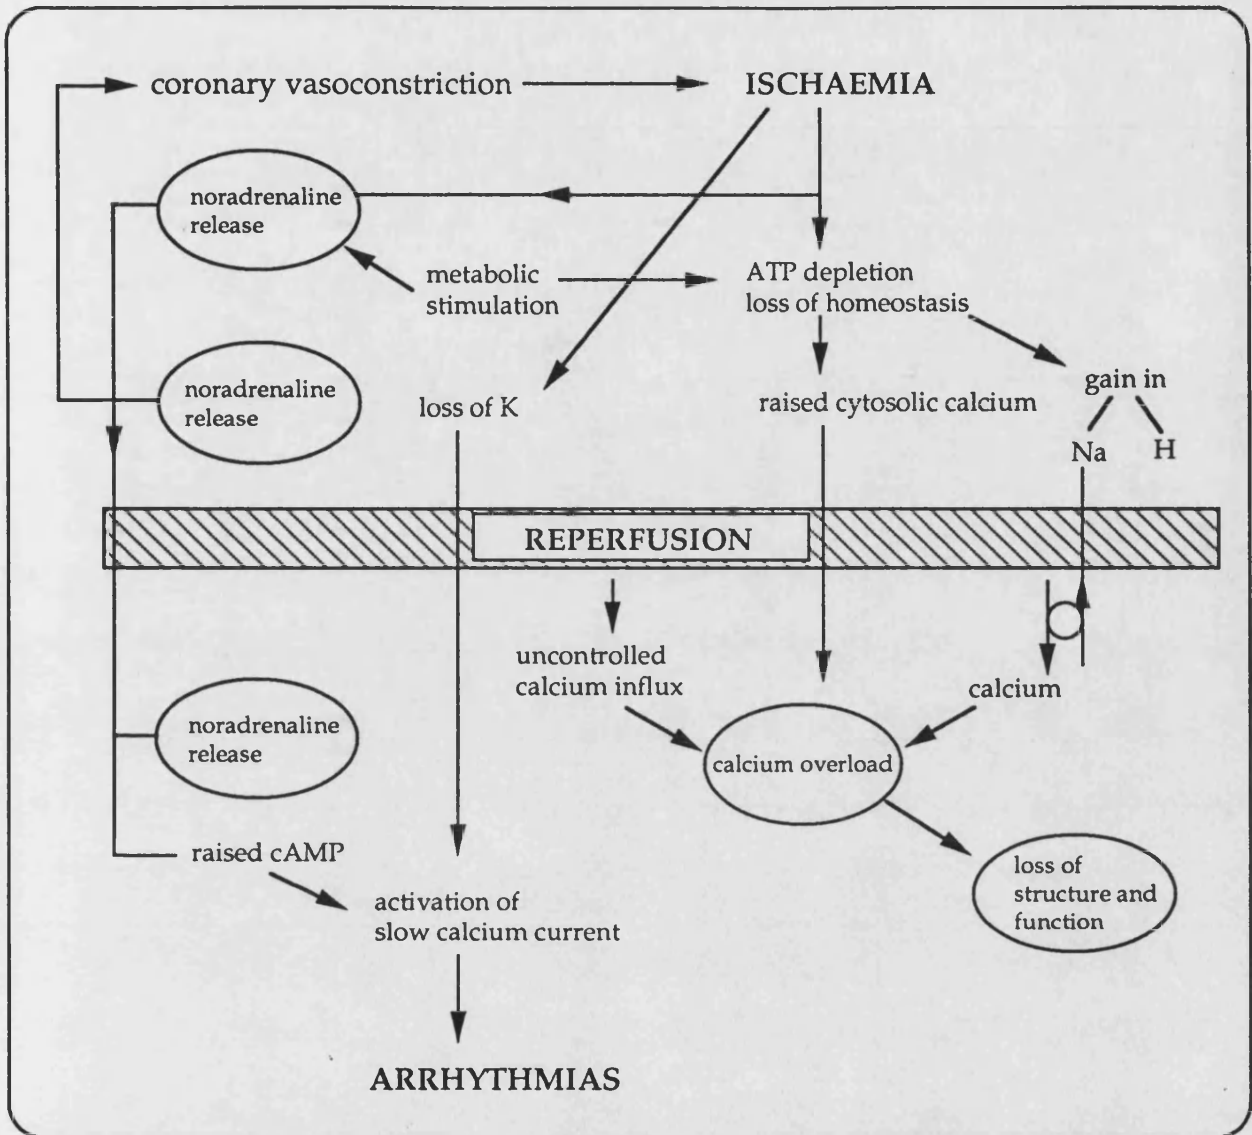 coronary vasoconstriction
ISCHAEMIA
noradrenaline
release
metabolic
stimulation
ATP depletion
loss of homeostasis
noradrenaline
release
loss of K
raised cytosolic calcium
gain in
Na
H
REPERFUSION
uncontrolled
calcium influx
calcium
noradrenaline
release
calcium overload
raised cAMP
activation of
slow calcium current
loss of
structure and
function
ARRHYTHMIAS